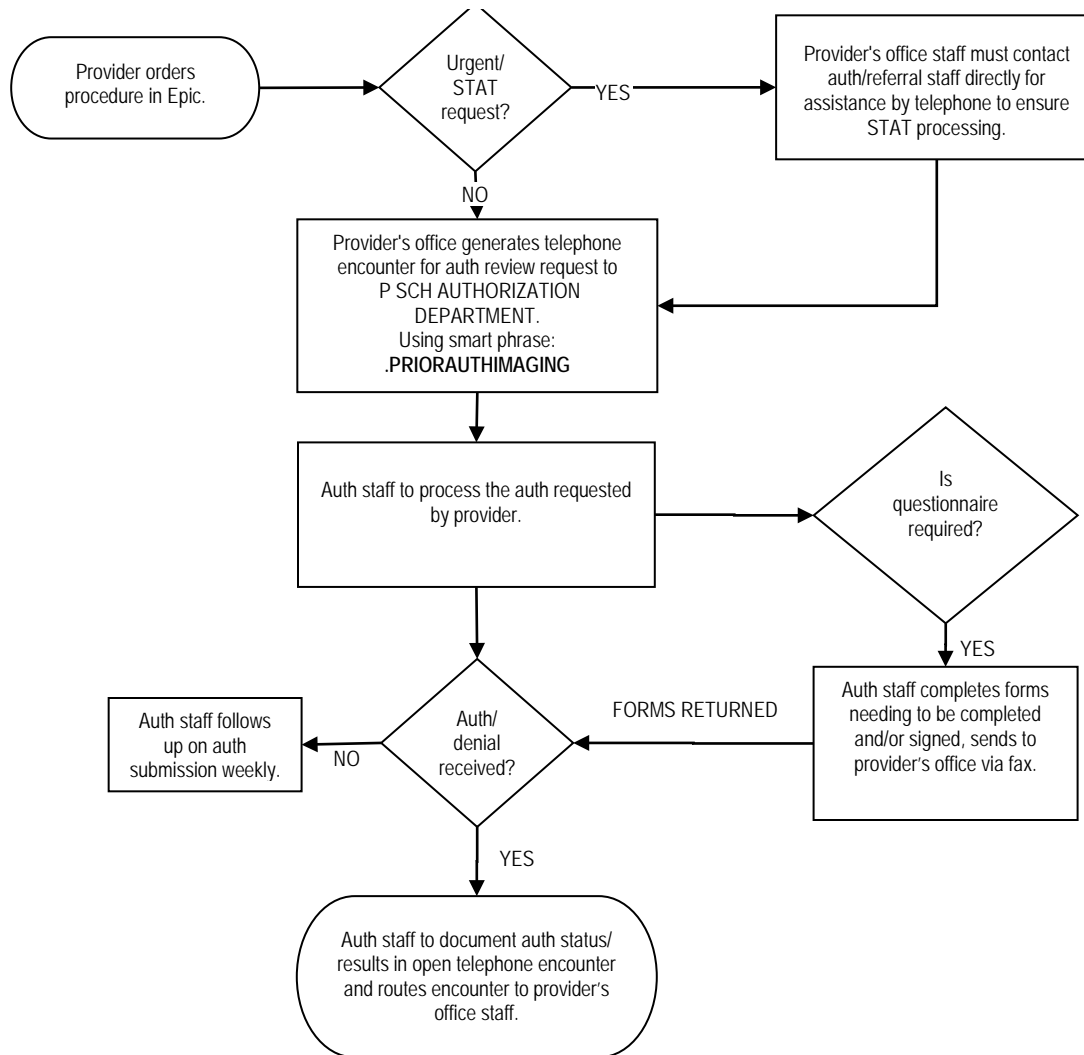 Provider orders
procedure in Epic.
Urgent/
STAT
request?
YES
Provider's office staff must contact
auth/referral staff directly for
assistance by telephone to ensure
STAT processing.
NO
Provider's office generates telephone
encounter for auth review request to
P SCH AUTHORIZATION
DEPARTMENT.
Using smart phrase:
.PRIORAUTHIMAGING
Auth staff to process the auth requested
by provider.
Is
questionnaire
required?
YES
Auth staff completes forms
needing to be completed
and/or signed, sends to
provider’s office via fax.
FORMS RETURNED
Auth/
denial
received?
NO
Auth staff follows
up on auth
submission weekly.
YES
Auth staff to document auth status/
results in open telephone encounter
and routes encounter to provider’s
office staff.